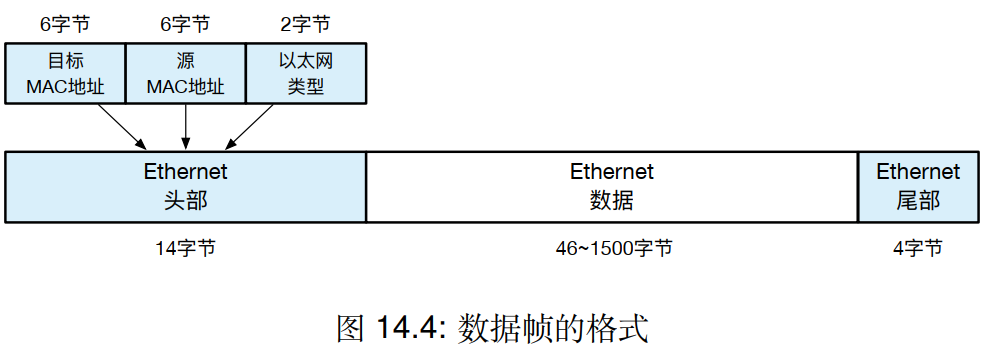 6字节 6字节 2字节
目标 源 以太网
MAC地址 MAC地址 类型
Ethernet Ethernet Ethernet
头部 数据 尾部
14字节 46~1500字节 4字节
图 14.4: 数据帧的格式